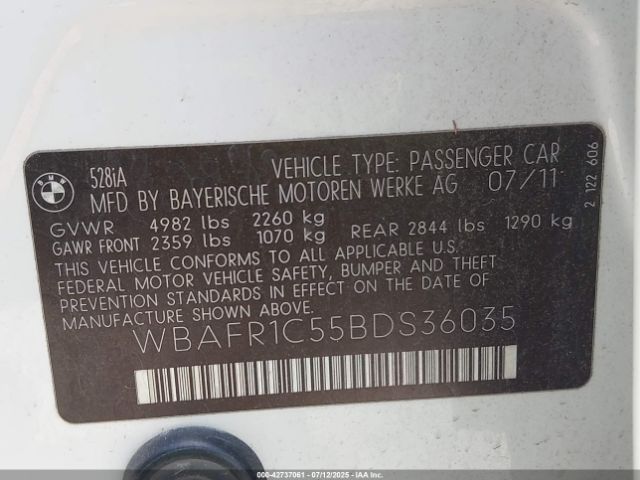 BMW
528iA
VEHICLE TYPE: PASSENGER CAR
MFD BY BAYERISCHE MOTOREN WERKE AG 07/11
GVWR 4982 lbs 2260 kg
GAWR FRONT 2359 lbs 1070 kg REAR 2844 lbs 1290 kg
THIS VEHICLE CONFORMS TO ALL APPLICABLE U.S.
FEDERAL MOTOR VEHICLE SAFETY, BUMPER AND THEFT
PREVENTION STANDARDS IN EFFECT ON THE DATE OF
MANUFACTURE SHOWN ABOVE.
WBAFR1C55BDS36035
2 122 606
000-42737061 - 07/12/2025 - IAA Inc. Copyright